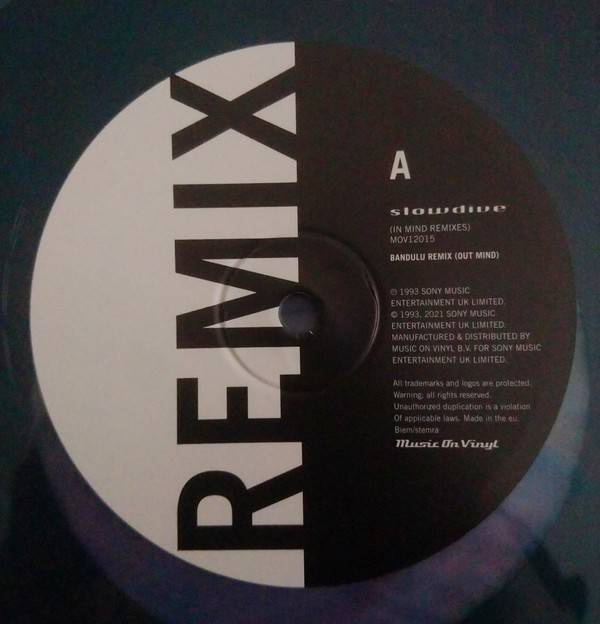 REMIX
A
slowdive
(IN MIND REMIXES)
MOV12015
BANDULU REMIX (OUT MIND)
℗ 1993 SONY MUSIC
ENTERTAINMENT UK LIMITED.
© 1993, 2021 SONY MUSIC
ENTERTAINMENT UK LIMITED.
MANUFACTURED & DISTRIBUTED BY
MUSIC ON VINYL B.V. FOR SONY MUSIC
ENTERTAINMENT UK LIMITED.
All trademarks and logos are protected.
Warning; all rights reserved.
Unauthorized duplication is a violation
Of applicable laws. Made in the eu.
Biem/stemra
Music On Vinyl